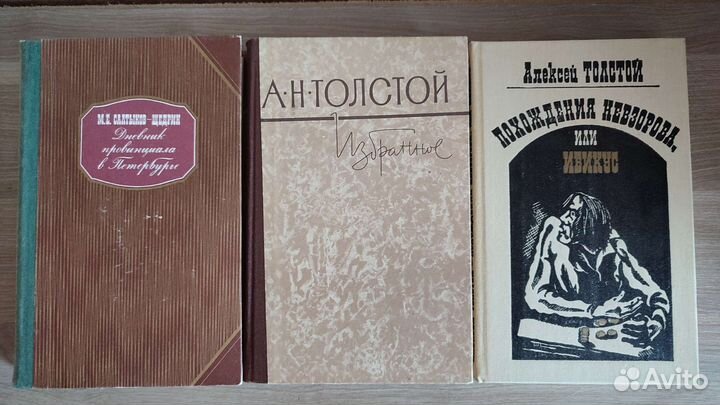 М.Е. САЛТЫКОВ-ЩЕДРИН
Дневник
провинциала
в Петербурге
А·Н·ТОЛСТОЙ
Избранное
Алексей ТОЛСТОЙ
ПОХОЖДЕНИЯ НЕВЗОРОВА,
ИЛИ
ИБИКУС
Avito